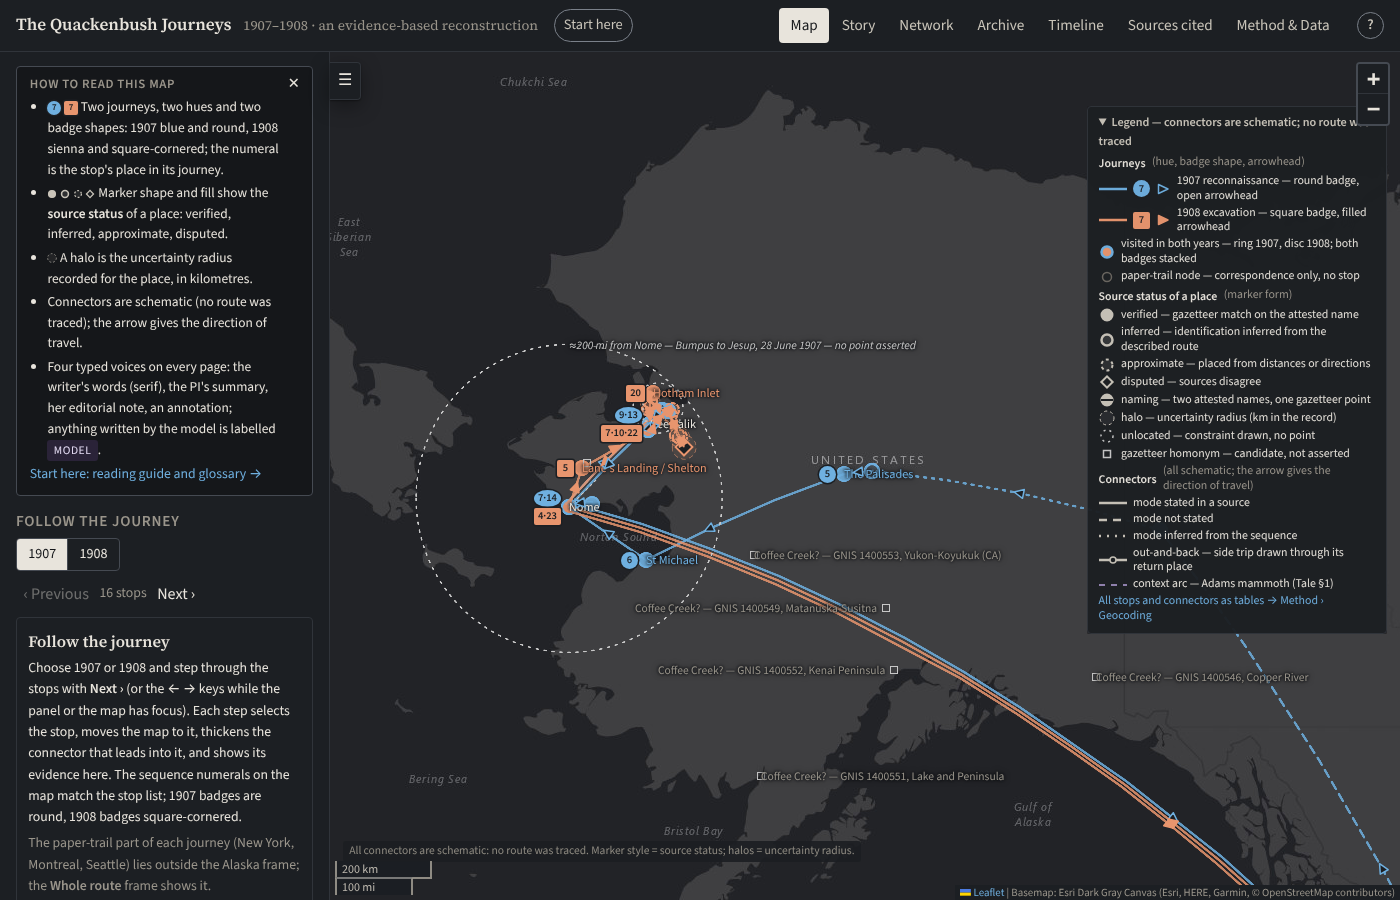 The Quackenbush Journeys 1907–1908 · an evidence-based reconstruction Start here Map Story Network Archive Timeline Sources cited Method & Data ?
HOW TO READ THIS MAP ×
7 7 Two journeys, two hues and two
badge shapes: 1907 blue and round, 1908
sienna and square-cornered; the numeral
is the stop's place in its journey.
Marker shape and fill show the
source status of a place: verified,
inferred, approximate, disputed.
A halo is the uncertainty radius
recorded for the place, in kilometres.
Connectors are schematic (no route was
traced); the arrow gives the direction of
travel.
Four typed voices on every page: the
writer's words (serif), the PI's summary,
her editorial note, an annotation;
anything written by the model is labelled
MODEL .
Start here: reading guide and glossary →
FOLLOW THE JOURNEY
1907 1908
‹ Previous 16 stops Next ›
Follow the journey
Choose 1907 or 1908 and step through the
stops with Next › (or the ← → keys while the
panel or the map has focus). Each step selects
the stop, moves the map to it, thickens the
connector that leads into it, and shows its
evidence here. The sequence numerals on the
map match the stop list; 1907 badges are
round, 1908 badges square-cornered.
The paper-trail part of each journey (New York,
Montreal, Seattle) lies outside the Alaska frame;
the Whole route frame shows it.
☰
Chukchi Sea
East
Siberian
Sea
≈200 mi from Nome — Bumpus to Jesup, 28 June 1907 — no point asserted
20 Hotham Inlet
9·13
7·10·22
5 Lane's Landing / Shelton
7·14
4·23
Nome
Norton Sound
6 St Michael
UNITED STATES
5 The Palisades
Coffee Creek? — GNIS 1400553, Yukon-Koyukuk (CA)
Coffee Creek? — GNIS 1400549, Matanuska-Susitna
Coffee Creek? — GNIS 1400552, Kenai Peninsula
Coffee Creek? — GNIS 1400546, Copper River
Coffee Creek? — GNIS 1400551, Lake and Peninsula
Bering Sea
Gulf of
Alaska
Bristol Bay
All connectors are schematic: no route was traced. Marker style = source status; halos = uncertainty radius.
200 km
100 mi
+
−
▼ Legend — connectors are schematic; no route
traced
Journeys (hue, badge shape, arrowhead)
7 1907 reconnaissance — round badge,
open arrowhead
7 1908 excavation — square badge, filled
arrowhead
visited in both years — ring 1907, disc 1908; both
badges stacked
paper-trail node — correspondence only, no stop
Source status of a place (marker form)
verified — gazetteer match on the attested name
inferred — identification inferred from the
described route
approximate — placed from distances or directions
disputed — sources disagree
naming — two attested names, one gazetteer point
halo — uncertainty radius (km in the record)
unlocated — constraint drawn, no point
gazetteer homonym — candidate, not asserted
Connectors (all schematic; the arrow gives the
direction of travel)
mode stated in a source
mode not stated
mode inferred from the sequence
out-and-back — side trip drawn through its
return place
context arc — Adams mammoth (Tale §1)
All stops and connectors as tables → Method ›
Geocoding
Leaflet | Basemap: Esri Dark Gray Canvas (Esri, HERE, Garmin, © OpenStreetMap contributors)